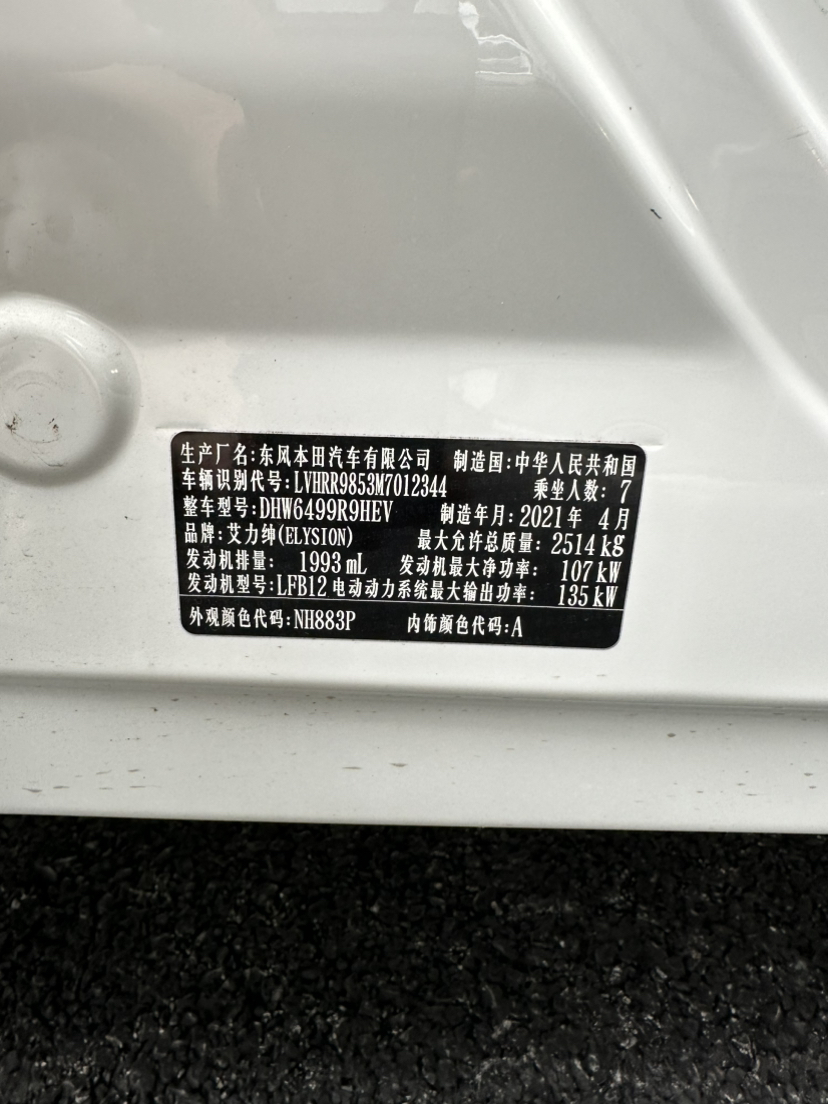 生产厂名:东风本田汽车有限公司 制造国:中华人民共和国
车辆识别代号:LVHRR9853M7012344 乘坐人数:7
整车型号:DHW6499R9HEV 制造年月:2021年 4月
品牌:艾力绅(ELYSION) 最大允许总质量:2514kg
发动机排量: 1993mL 发动机最大净功率: 107kW
发动机型号:LFB12 电动动力系统最大输出功率: 135kW
外观颜色代码:NH883P 内饰颜色代码:A